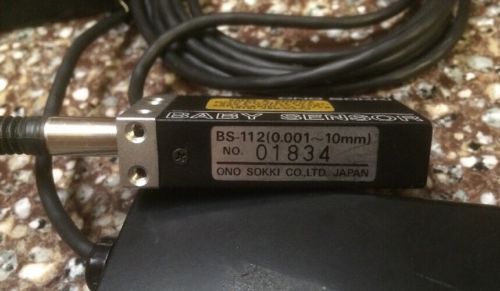 BABY SENSOR
BS-112(0.001~10mm)
NO. 01834
ONO SOKKI CO.,LTD. JAPAN